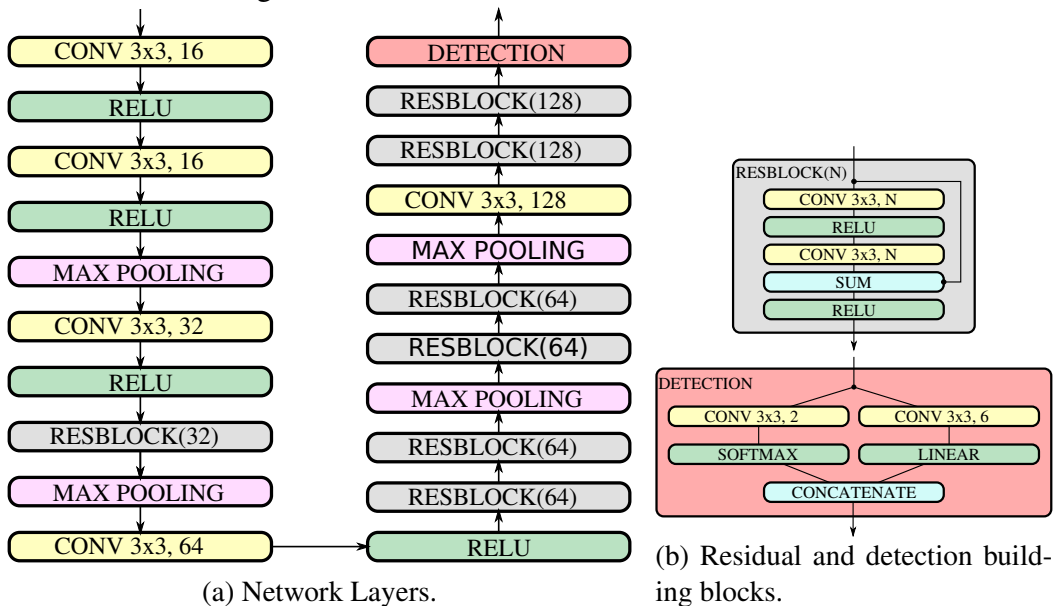 CONV 3x3, 16
RELU
CONV 3x3, 16
RELU
MAX POOLING
CONV 3x3, 32
RELU
RESBLOCK(32)
MAX POOLING
CONV 3x3, 64
RELU
RESBLOCK(64)
RESBLOCK(64)
MAX POOLING
RESBLOCK(64)
RESBLOCK(64)
MAX POOLING
CONV 3x3, 128
RESBLOCK(128)
RESBLOCK(128)
DETECTION
(a) Network Layers.
RESBLOCK(N)
CONV 3x3, N
RELU
CONV 3x3, N
SUM
RELU
DETECTION
CONV 3x3, 2
CONV 3x3, 6
SOFTMAX
LINEAR
CONCATENATE
(b) Residual and detection build-
ing blocks.